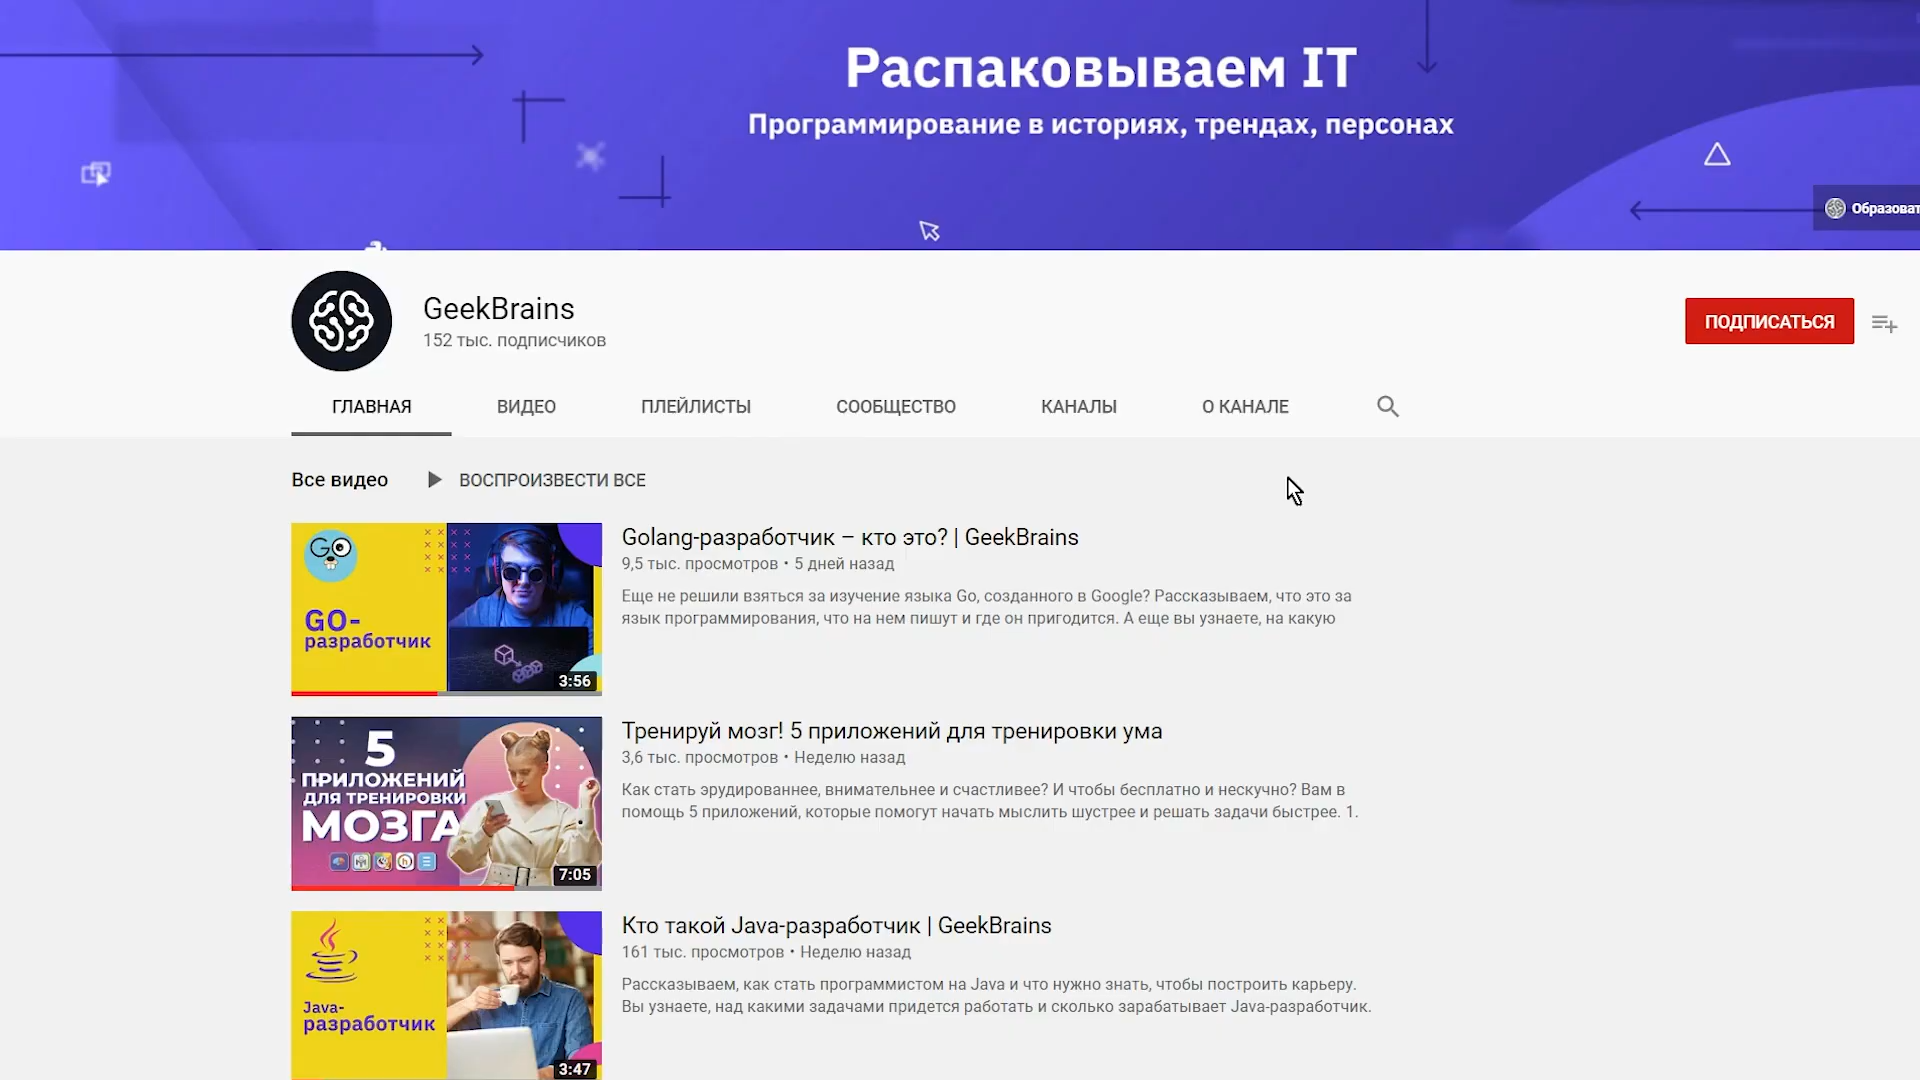 Распаковываем IT
Программирование в историях, трендах, персонах
Образоват
GeekBrains
152 тыс. подписчиков
ПОДПИСАТЬСЯ
ГЛАВНАЯ ВИДЕО ПЛЕЙЛИСТЫ СООБЩЕСТВО КАНАЛЫ О КАНАЛЕ
Все видео ВОСПРОИЗВЕСТИ ВСЕ
GO
GO-
разработчик
3:56
Golang-разработчик – кто это? | GeekBrains
9,5 тыс. просмотров • 5 дней назад
Еще не решили взяться за изучение языка Go, созданного в Google? Рассказываем, что это за
язык программирования, что на нем пишут и где он пригодится. А еще вы узнаете, на какую
5
ПРИЛОЖЕНИЙ
ДЛЯ ТРЕНИРОВКИ
МОЗГА
7:05
Тренируй мозг! 5 приложений для тренировки ума
3,6 тыс. просмотров • Неделю назад
Как стать эрудированнее, внимательнее и счастливее? И чтобы бесплатно и нескучно? Вам в
помощь 5 приложений, которые помогут начать мыслить шустрее и решать задачи быстрее. 1.
Java-
разработчик
3:47
Кто такой Java-разработчик | GeekBrains
161 тыс. просмотров • Неделю назад
Рассказываем, как стать программистом на Java и что нужно знать, чтобы построить карьеру.
Вы узнаете, над какими задачами придется работать и сколько зарабатывает Java-разработчик.